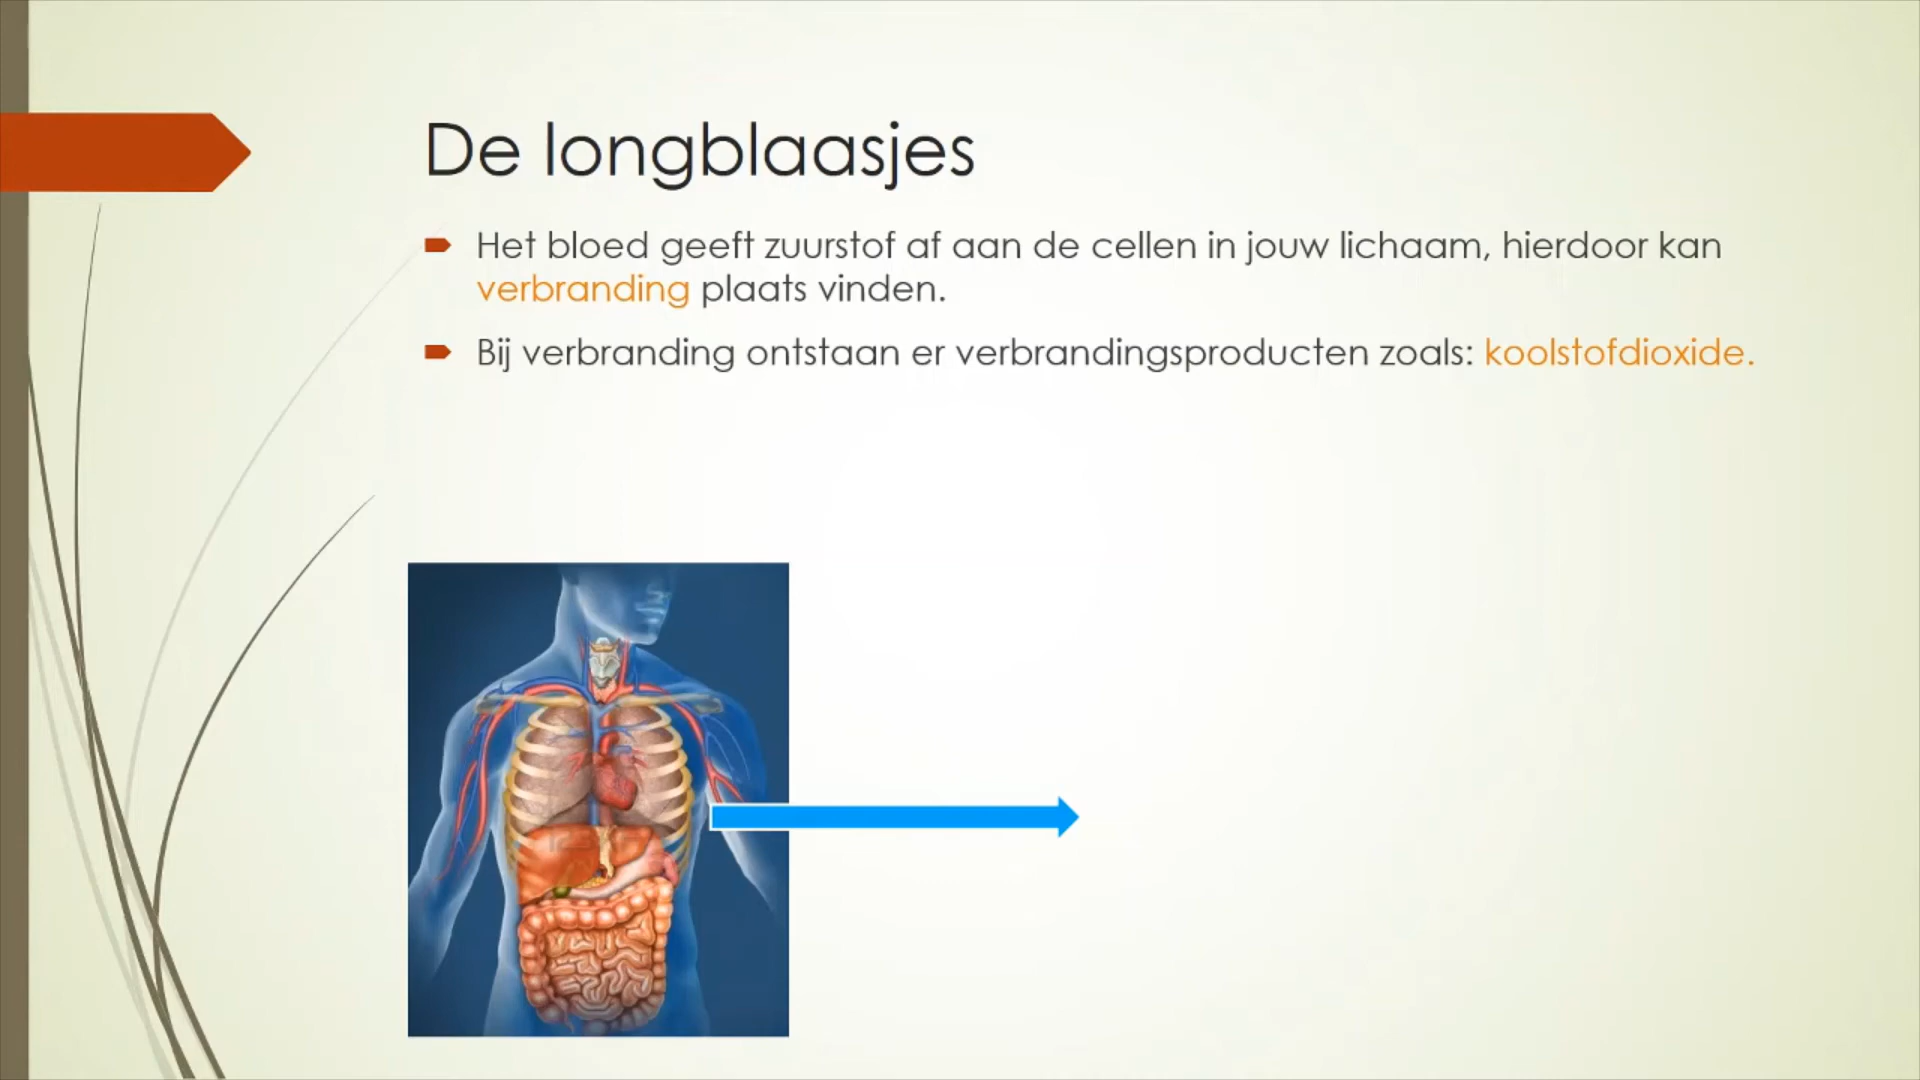 De longblaasjes
Het bloed geeft zuurstof af aan de cellen in jouw lichaam, hierdoor kan
verbranding plaats vinden.
Bij verbranding ontstaan er verbrandingsproducten zoals: koolstofdioxide.